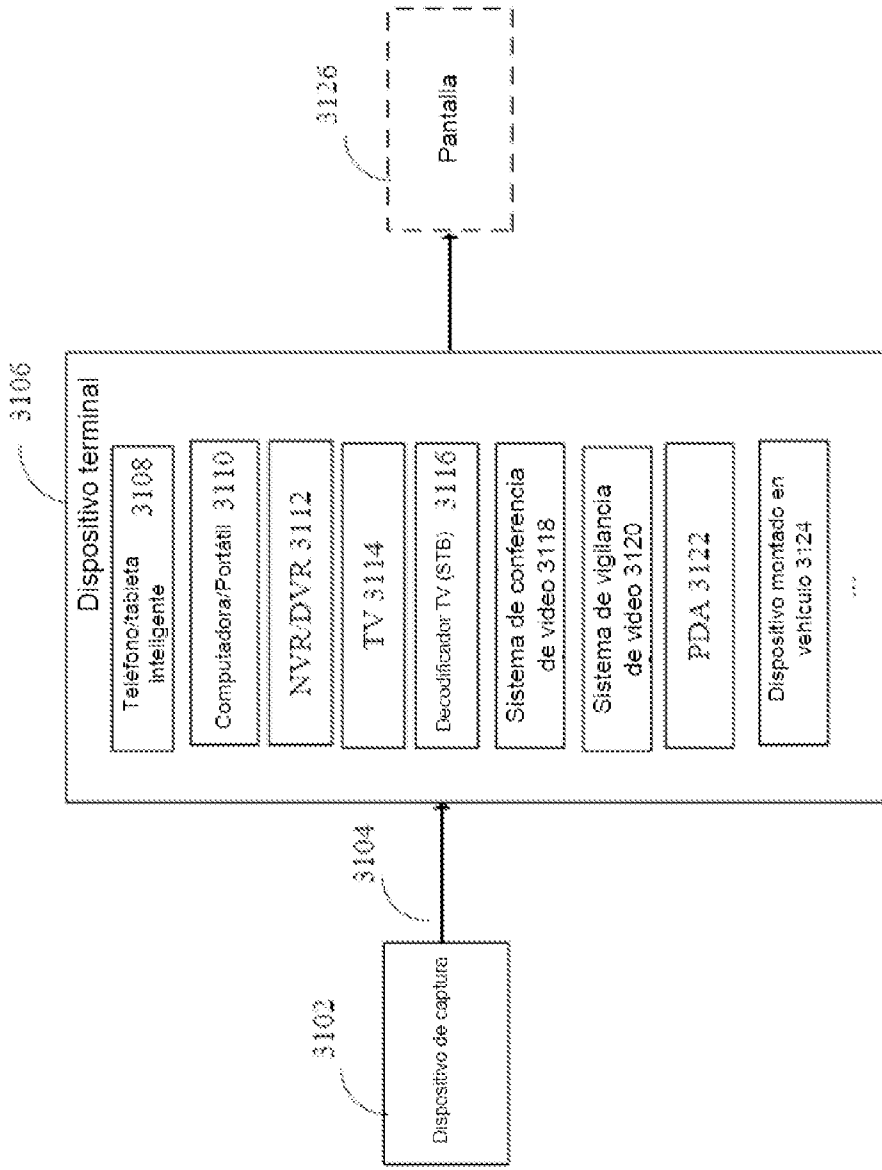 3106
Dispositivo terminal
Teléfono/tableta
inteligente 3108
Computadora/Portátil 3110
NVR/DVR 3112
TV 3114
Decodificador TV (STB) 3116
Sistema de conferencia
de video 3118
Sistema de vigilancia
de video 3120
PDA 3122
Dispositivo montado en
vehículo 3124
...
3102
Dispositivo de captura
3104
3126
Pantalla